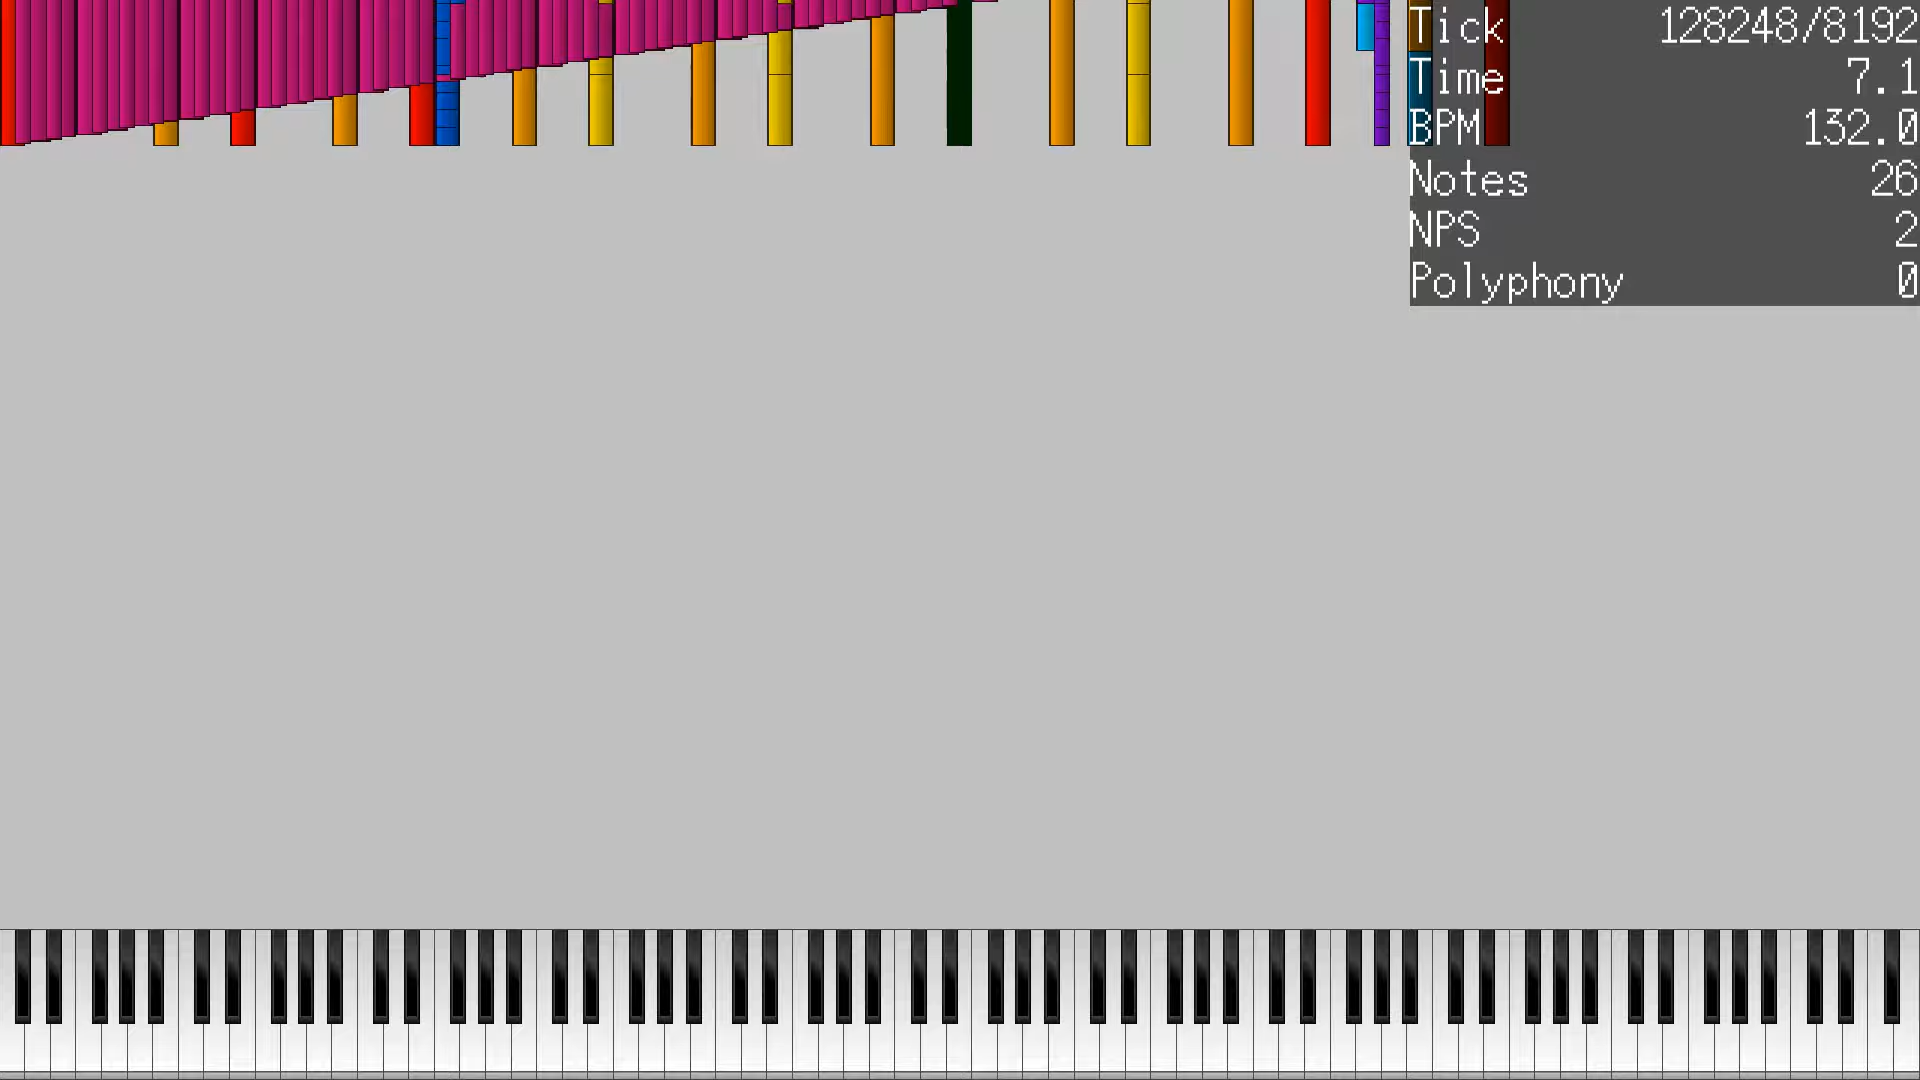 Tick 128248/8192
Time 7.1
BPM 132.0
Notes 26
NPS 2
Polyphony 0